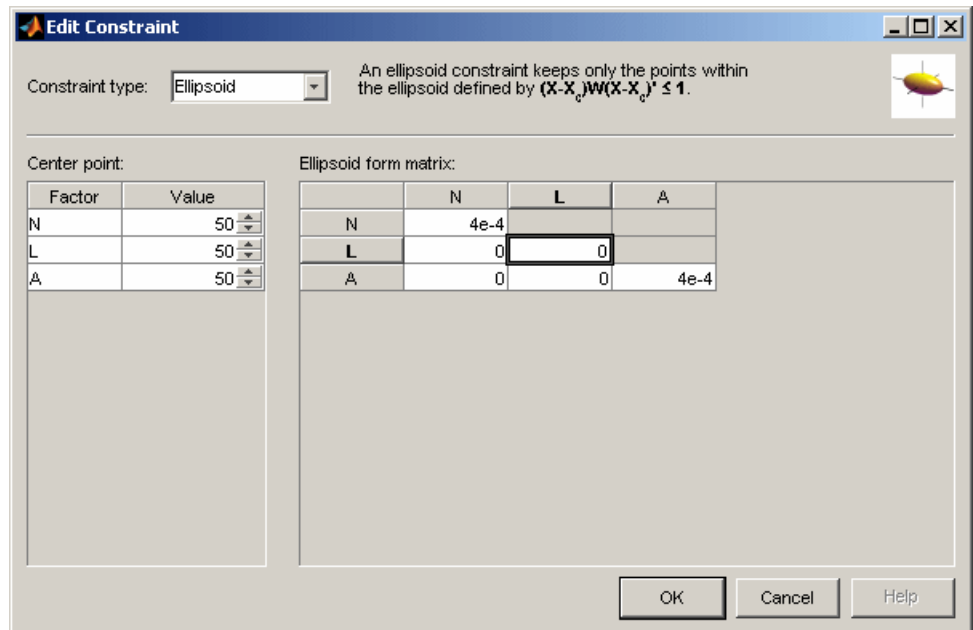 Edit Constraint
Constraint type: Ellipsoid
An ellipsoid constraint keeps only the points within
the ellipsoid defined by (X-Xc)W(X-Xc)' ≤ 1.
Center point:
Ellipsoid form matrix:
Factor Value
N 50
L 50
A 50
N L A
N 4e-4
L 0 0
A 0 0 4e-4
OK Cancel Help